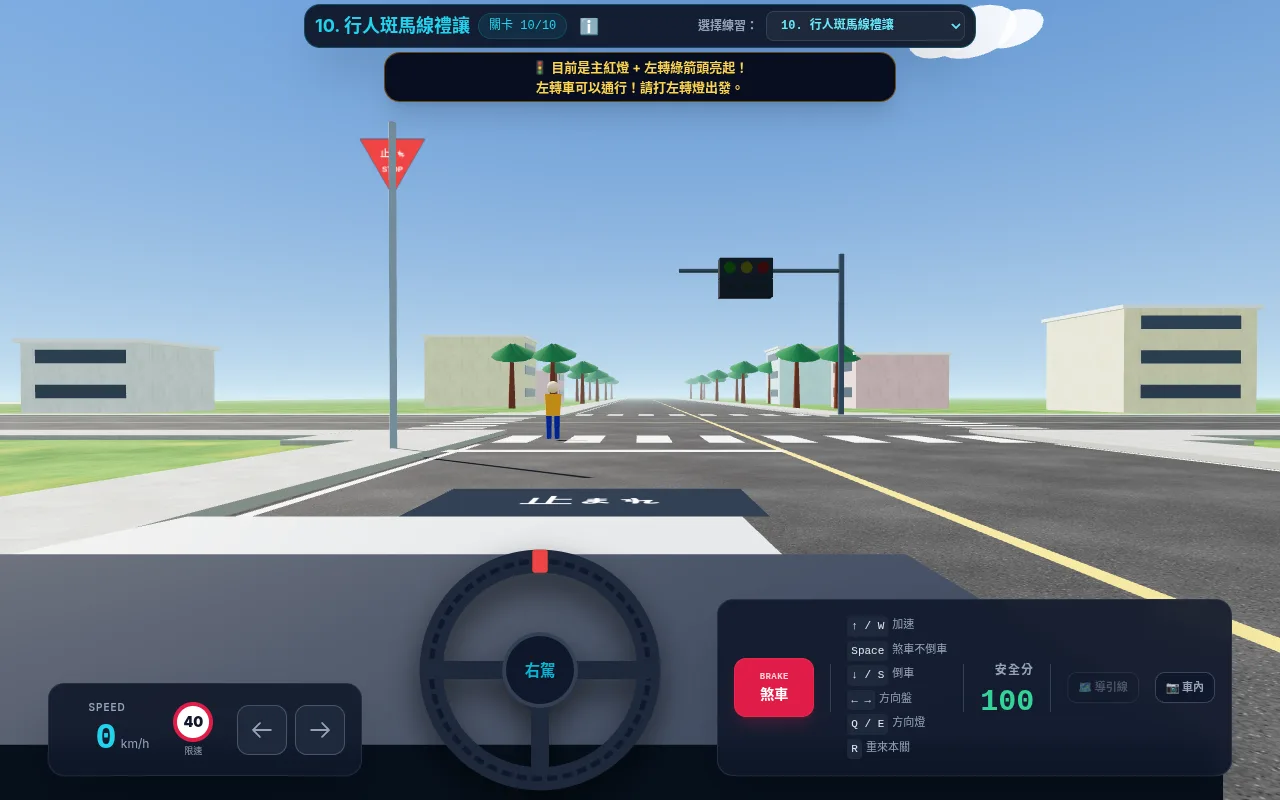 10. 行人斑馬線禮讓
關卡 10/10
選擇練習：
10. 行人斑馬線禮讓
🚦 目前是主紅燈 + 左轉綠箭頭亮起！
左轉車可以通行！請打左轉燈出發。
止まれ
右駕
SPEED
0 km/h
40
限速
← →
BRAKE
煞車
↑ / W 加速
Space 煞車不倒車
↓ / S 倒車
← → 方向盤
Q / E 方向燈
R 重來本關
安全分
100
🗺️ 導引線
📷 車內